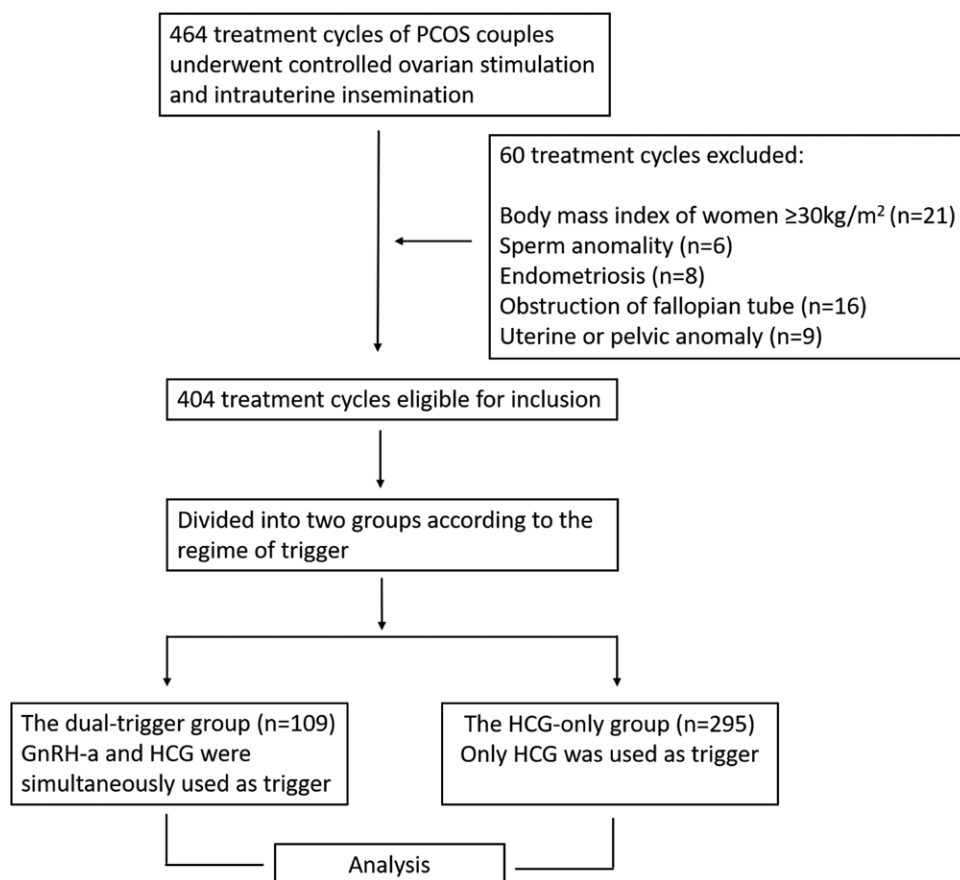 464 treatment cycles of PCOS couples
underwent controlled ovarian stimulation
and intrauterine insemination
60 treatment cycles excluded:
Body mass index of women ≥30kg/m² (n=21)
Sperm anomality (n=6)
Endometriosis (n=8)
Obstruction of fallopian tube (n=16)
Uterine or pelvic anomaly (n=9)
404 treatment cycles eligible for inclusion
Divided into two groups according to the
regime of trigger
The dual-trigger group (n=109)
GnRH-a and HCG were
simultaneously used as trigger
The HCG-only group (n=295)
Only HCG was used as trigger
Analysis